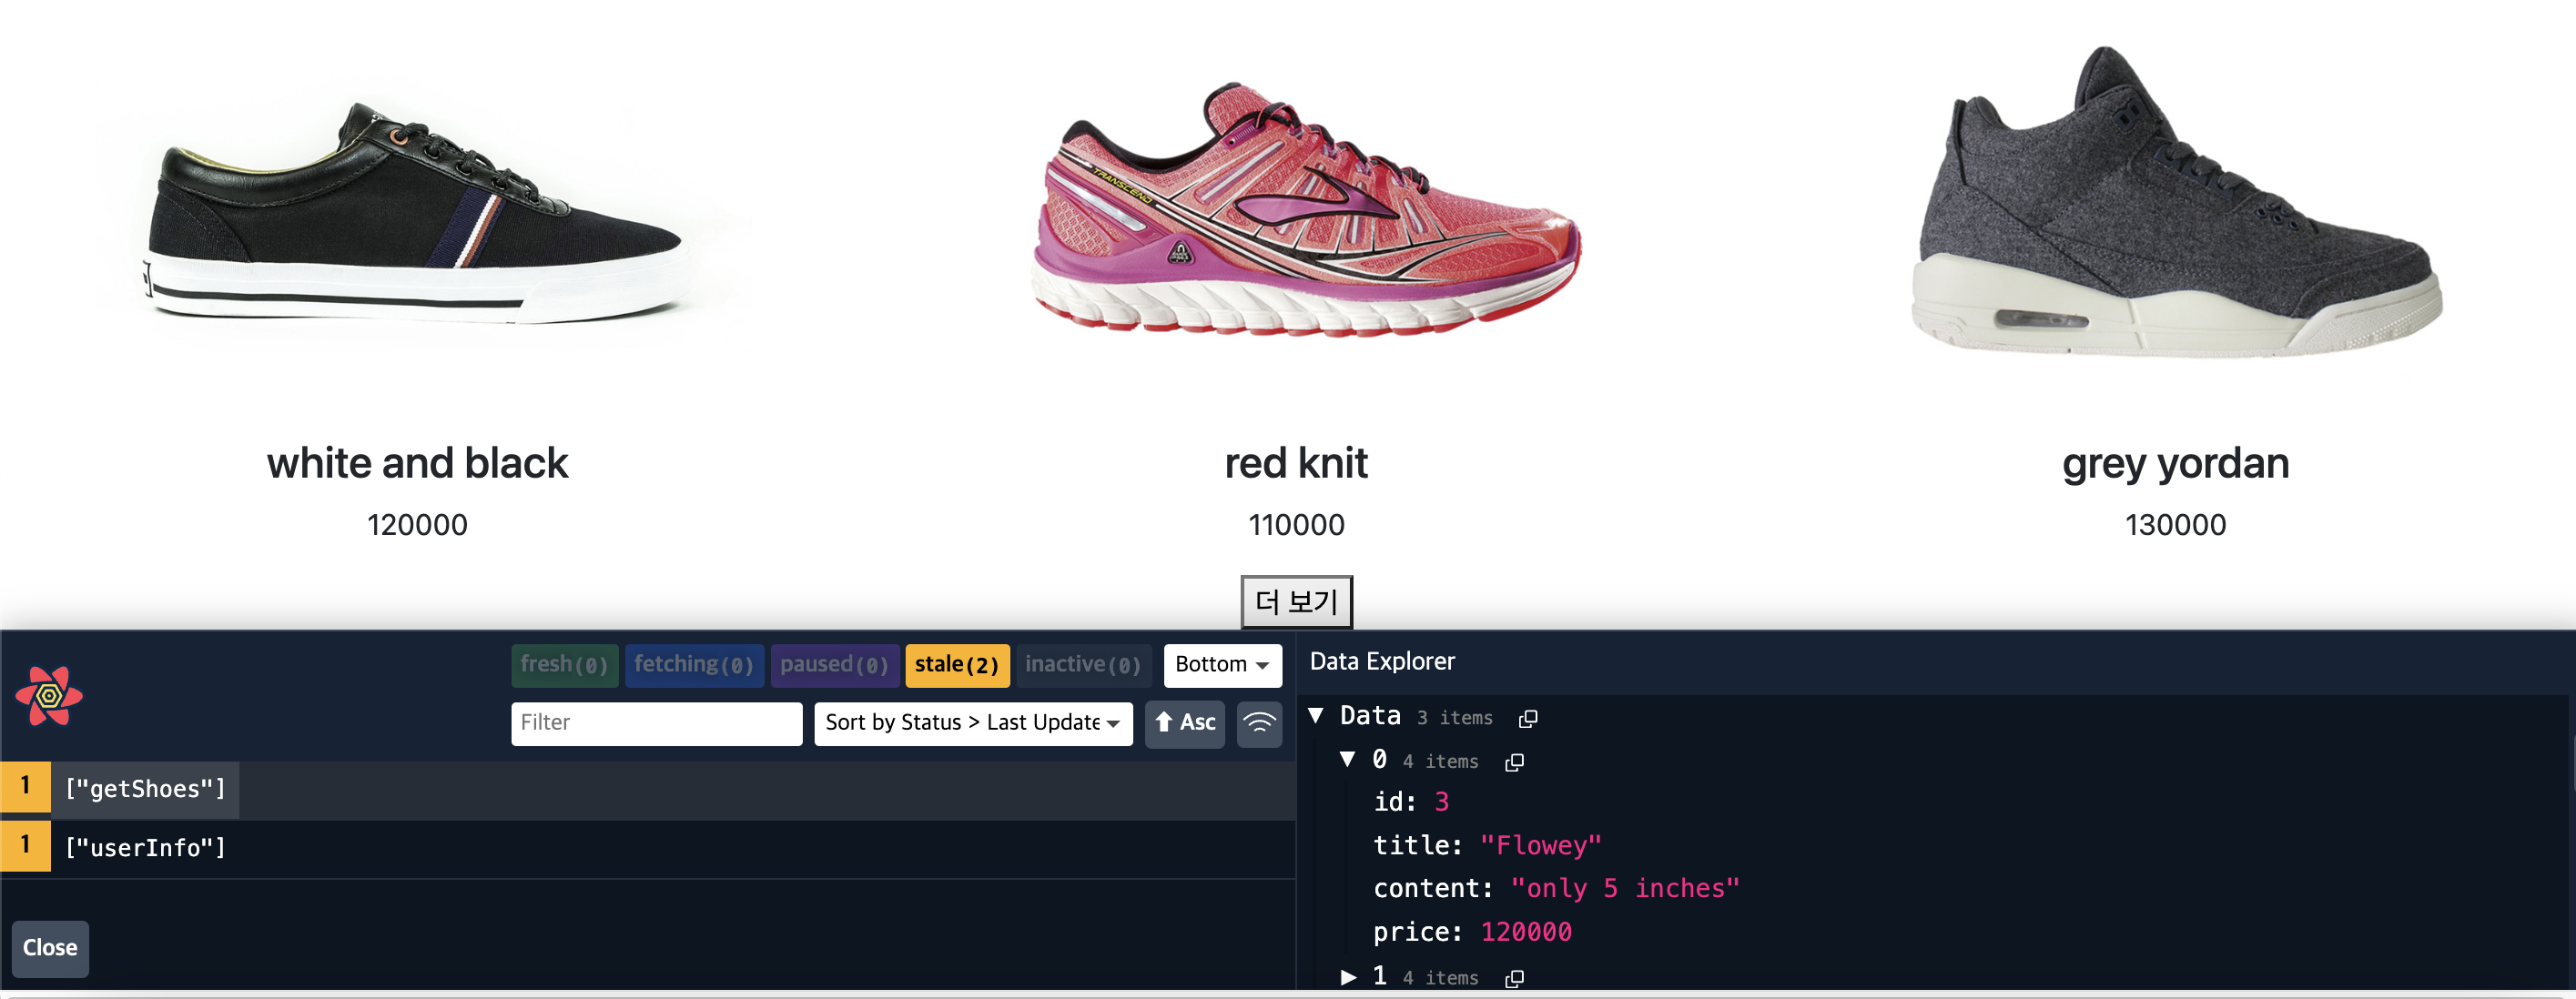 TRANSCEND
white and black
120000
red knit
110000
grey yordan
130000
더 보기
fresh(0) fetching(0) paused(0) stale(2) inactive(0) Bottom
Filter Sort by Status > Last Update Asc
1 ["getShoes"]
1 ["userInfo"]
Close
Data Explorer
Data 3 items
0 4 items
id: 3
title: "Flowey"
content: "only 5 inches"
price: 120000
1 4 items